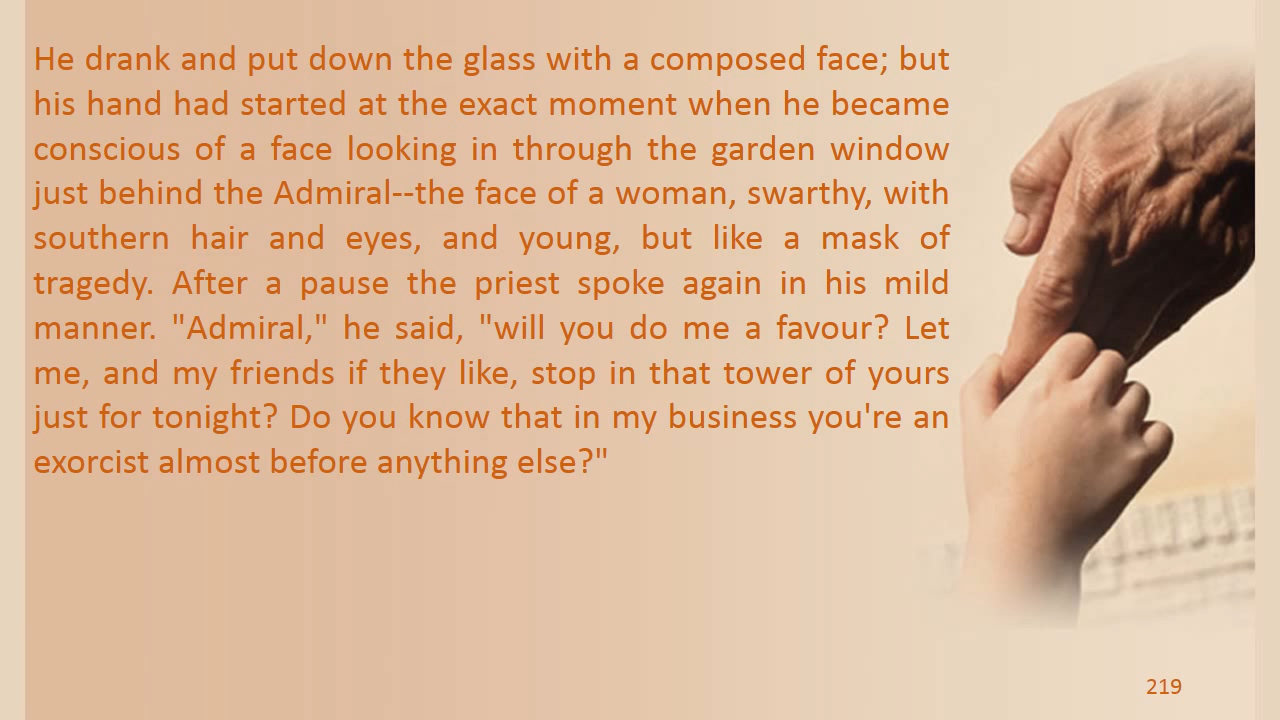 He drank and put down the glass with a composed face; but
his hand had started at the exact moment when he became
conscious of a face looking in through the garden window
just behind the Admiral--the face of a woman, swarthy, with
southern hair and eyes, and young, but like a mask of
tragedy. After a pause the priest spoke again in his mild
manner. "Admiral," he said, "will you do me a favour? Let
me, and my friends if they like, stop in that tower of yours
just for tonight? Do you know that in my business you're an
exorcist almost before anything else?"
219